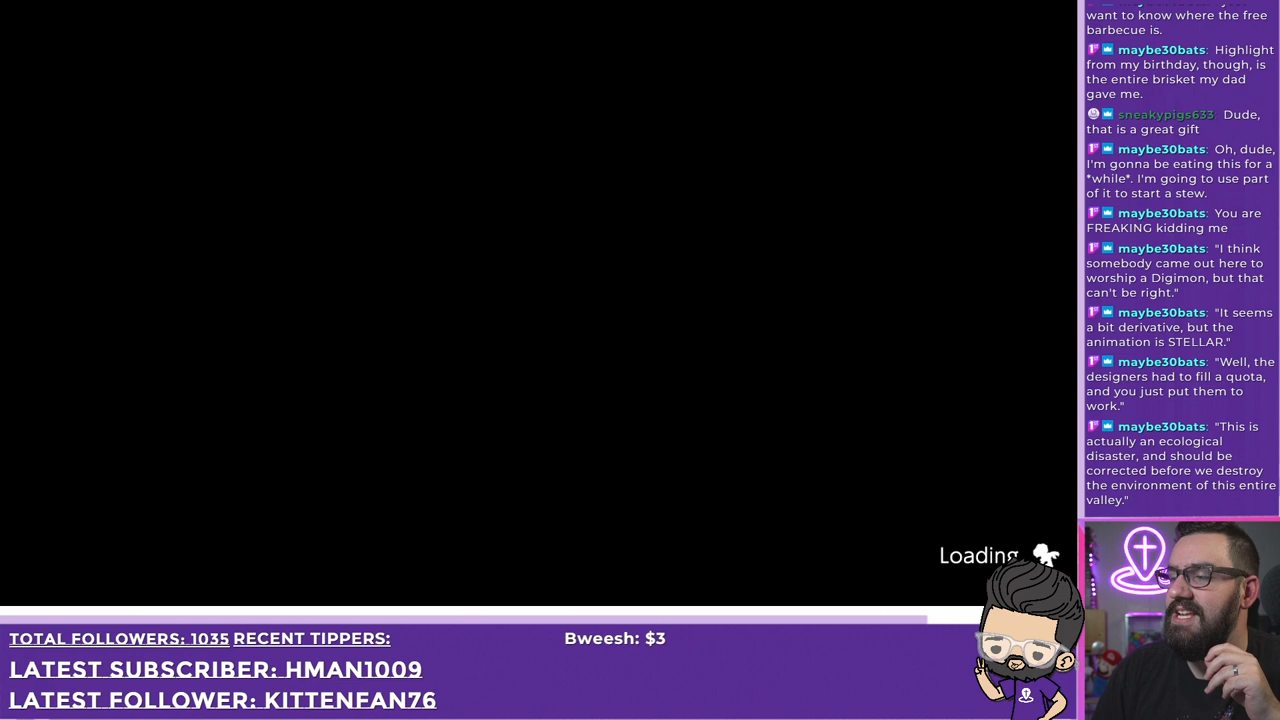 want to know where the free
barbecue is.
maybe30bats: Highlight
from my birthday, though, is
the entire brisket my dad
gave me.
sneakypigs633: Dude,
that is a great gift
maybe30bats: Oh, dude,
I'm gonna be eating this for a
*while*. I'm going to use part
of it to start a stew.
maybe30bats: You are
FREAKING kidding me
maybe30bats: "I think
somebody came out here to
worship a Digimon, but that
can't be right."
maybe30bats: "It seems
a bit derivative, but the
animation is STELLAR."
maybe30bats: "Well, the
designers had to fill a quota,
and you just put them to
work."
maybe30bats: "This is
actually an ecological
disaster, and should be
corrected before we destroy
the environment of this entire
valley."
Loading
TOTAL FOLLOWERS: 1035 RECENT TIPPERS:
Bweesh: $3
LATEST SUBSCRIBER: HMAN1009
LATEST FOLLOWER: KITTENFAN76